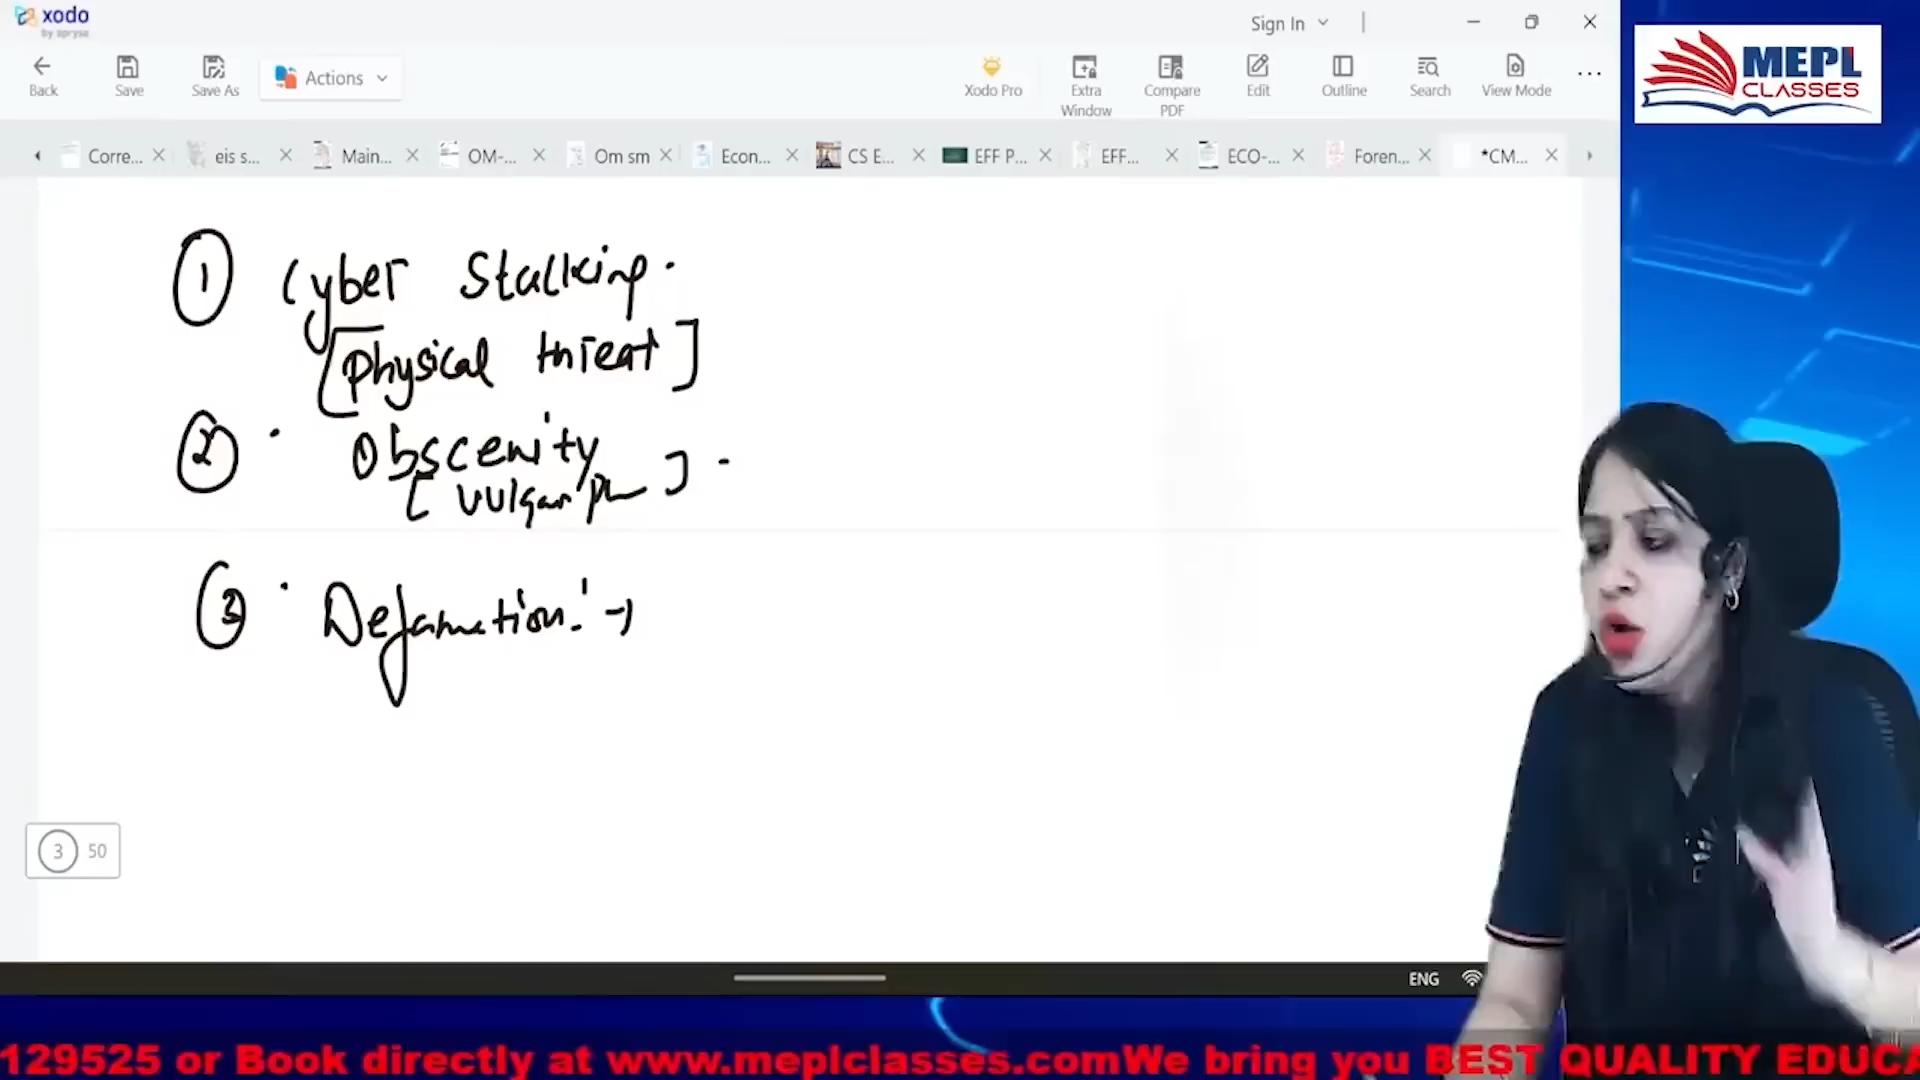 xodo
by apryse
Sign In
Back
Save
Save As
Actions
Xodo Pro
Extra Window
Compare PDF
Edit
Outline
Search
View Mode
...
MEPL
CLASSES
Corre...
eis s...
Main...
OM-...
Om sm
Econ...
CS E...
EFF P...
EFF...
ECO-...
Foren...
*CM...
1 Cyber Stalking.
[Physical threat]
2 Obscenity
[Vulgar ]
3 Defamation:→
3 50
ENG
129525 or Book directly at www.meplclasses.comWe bring you BEST QUALITY EDUCA